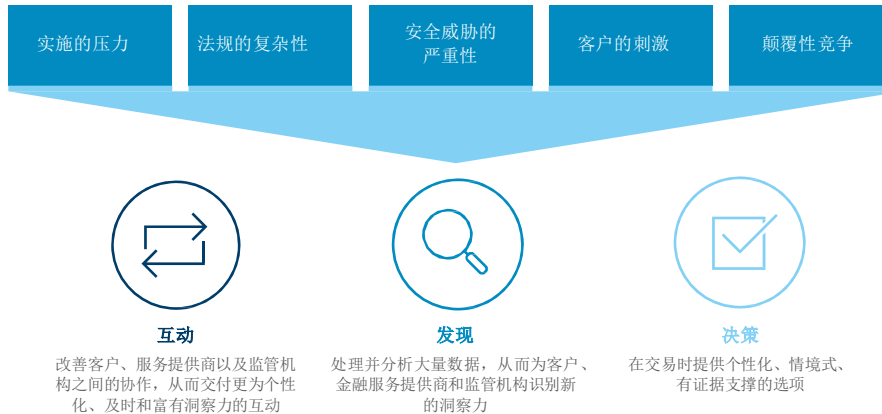 实施的压力
法规的复杂性
安全威胁的
严重性
客户的刺激
颠覆性竞争
互动
改善客户、服务提供商以及监管机
构之间的协作，从而交付更为个性
化、及时和富有洞察力的互动
发现
处理并分析大量数据，从而为客户、
金融服务提供商和监管机构识别新
的洞察力
决策
在交易时提供个性化、情境式、
有证据支撑的选项